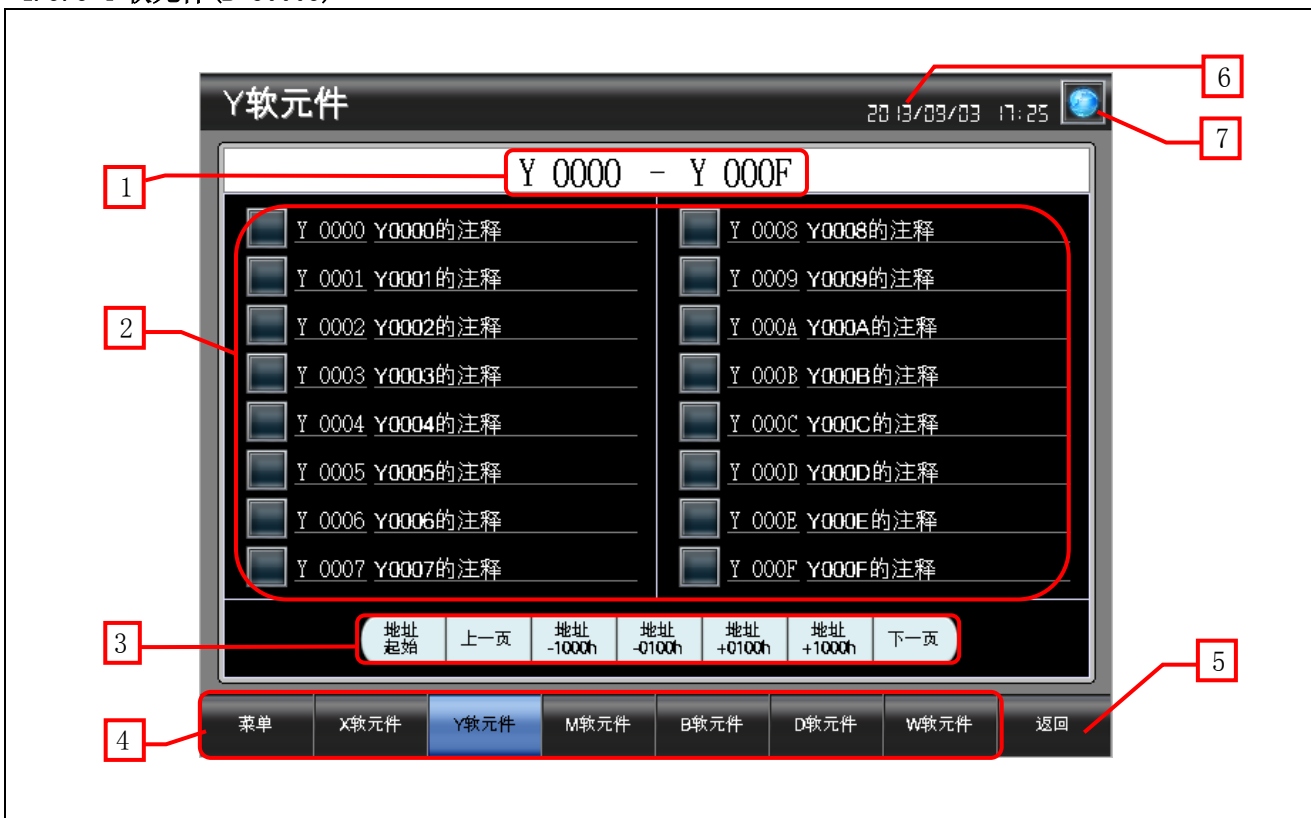 Y软元件
2013/09/03 17:25
6
7
1
Y 0000 - Y 000F
2
Y 0000 Y0000的注释
Y 0001 Y0001的注释
Y 0002 Y0002的注释
Y 0003 Y0003的注释
Y 0004 Y0004的注释
Y 0005 Y0005的注释
Y 0006 Y0006的注释
Y 0007 Y0007的注释
Y 0008 Y0008的注释
Y 0009 Y0009的注释
Y 000A Y000A的注释
Y 000B Y000B的注释
Y 000C Y000C的注释
Y 000D Y000D的注释
Y 000E Y000E的注释
Y 000F Y000F的注释
3
地址起始 上一页 地址-1000h 地址-0100h 地址+0100h 地址+1000h 下一页
5
4
菜单 X软元件 Y软元件 M软元件 B软元件 D软元件 W软元件 返回